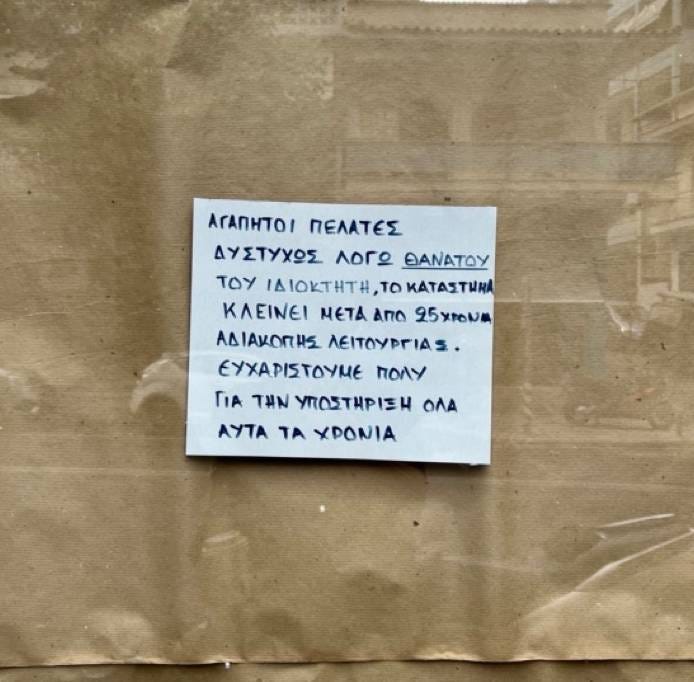 ΑΓΑΠΗΤΟΙ ΠΕΛΑΤΕΣ
ΔΥΣΤΥΧΩΣ ΛΟΓΩ ΘΑΝΑΤΟΥ
ΤΟΥ ΙΔΙΟΚΤΗΤΗ, ΤΟ ΚΑΤΑΣΤΗΜΑ
ΚΛΕΙΝΕΙ ΜΕΤΑ ΑΠΟ 25 ΧΡΟΝΙΑ
ΑΔΙΑΚΟΠΗΣ ΛΕΙΤΟΥΡΓΙΑΣ.
ΕΥΧΑΡΙΣΤΟΥΜΕ ΠΟΛΥ
ΓΙΑ ΤΗΝ ΥΠΟΣΤΗΡΙΞΗ ΟΛΑ
ΑΥΤΑ ΤΑ ΧΡΟΝΙΑ